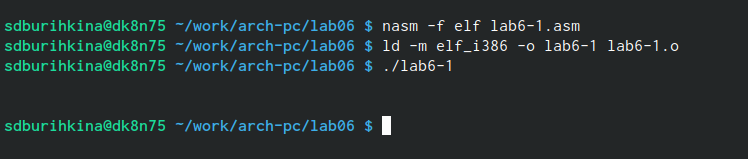 sdburihkina@dk8n75 ~/work/arch-pc/lab06 $ nasm -f elf lab6-1.asm
sdburihkina@dk8n75 ~/work/arch-pc/lab06 $ ld -m elf_i386 -o lab6-1 lab6-1.o
sdburihkina@dk8n75 ~/work/arch-pc/lab06 $ ./lab6-1
sdburihkina@dk8n75 ~/work/arch-pc/lab06 $